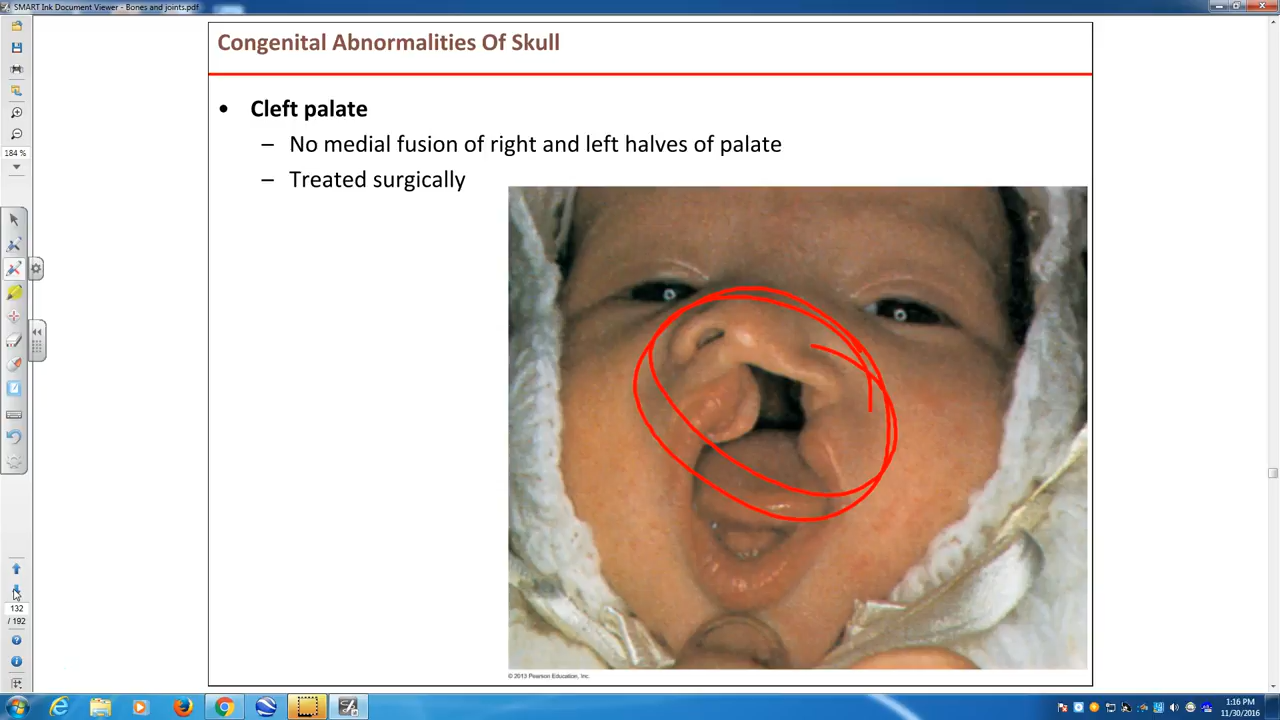 SMART Ink Document Viewer - Bones and joints.pdf
Congenital Abnormalities Of Skull
• Cleft palate
– No medial fusion of right and left halves of palate
– Treated surgically
184 %
132
/ 192
© 2013 Pearson Education, Inc.
1:16 PM
11/30/2016